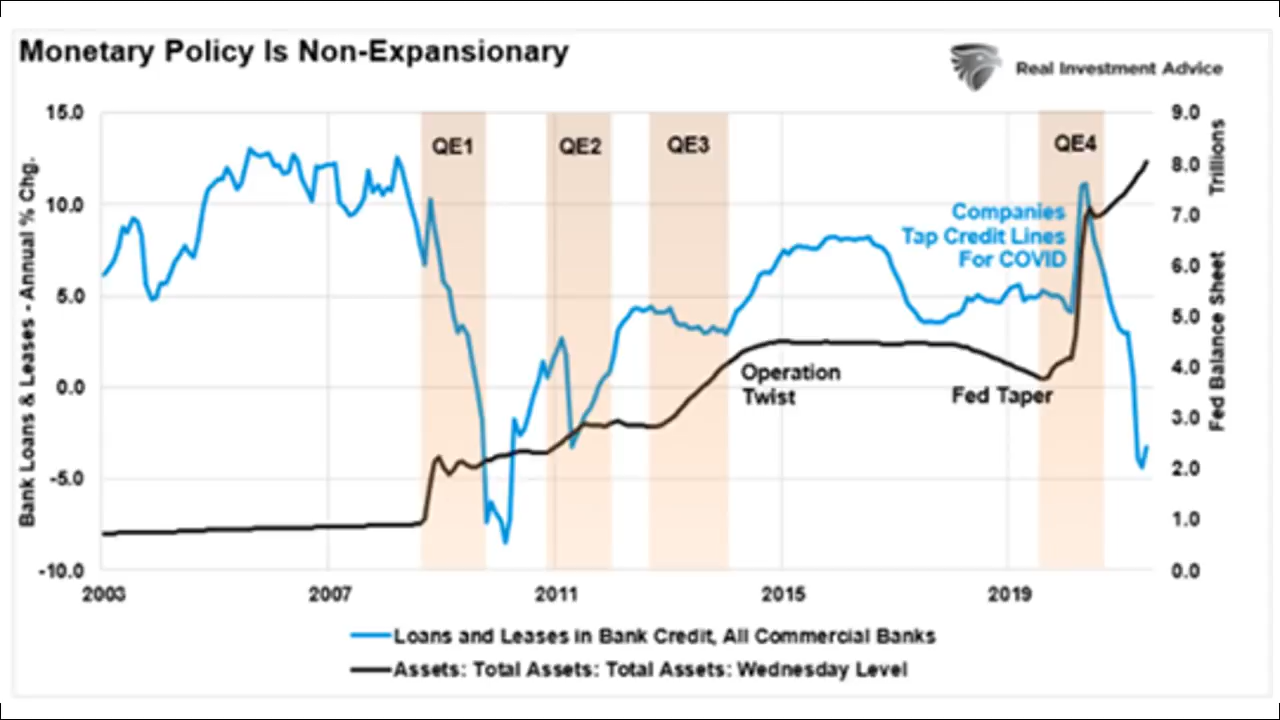 Monetary Policy Is Non-Expansionary
Real Investment Advice
15.0
10.0
5.0
0.0
-5.0
-10.0
Bank Loans & Leases - Annual % Chg.
QE1
QE2
QE3
QE4
Companies
Tap Credit Lines
For COVID
Operation
Twist
Fed Taper
9.0
8.0
7.0
6.0
5.0
4.0
3.0
2.0
1.0
0.0
Fed Balance Sheet Trillions
2003
2007
2011
2015
2019
Loans and Leases in Bank Credit, All Commercial Banks
Assets: Total Assets: Total Assets: Wednesday Level